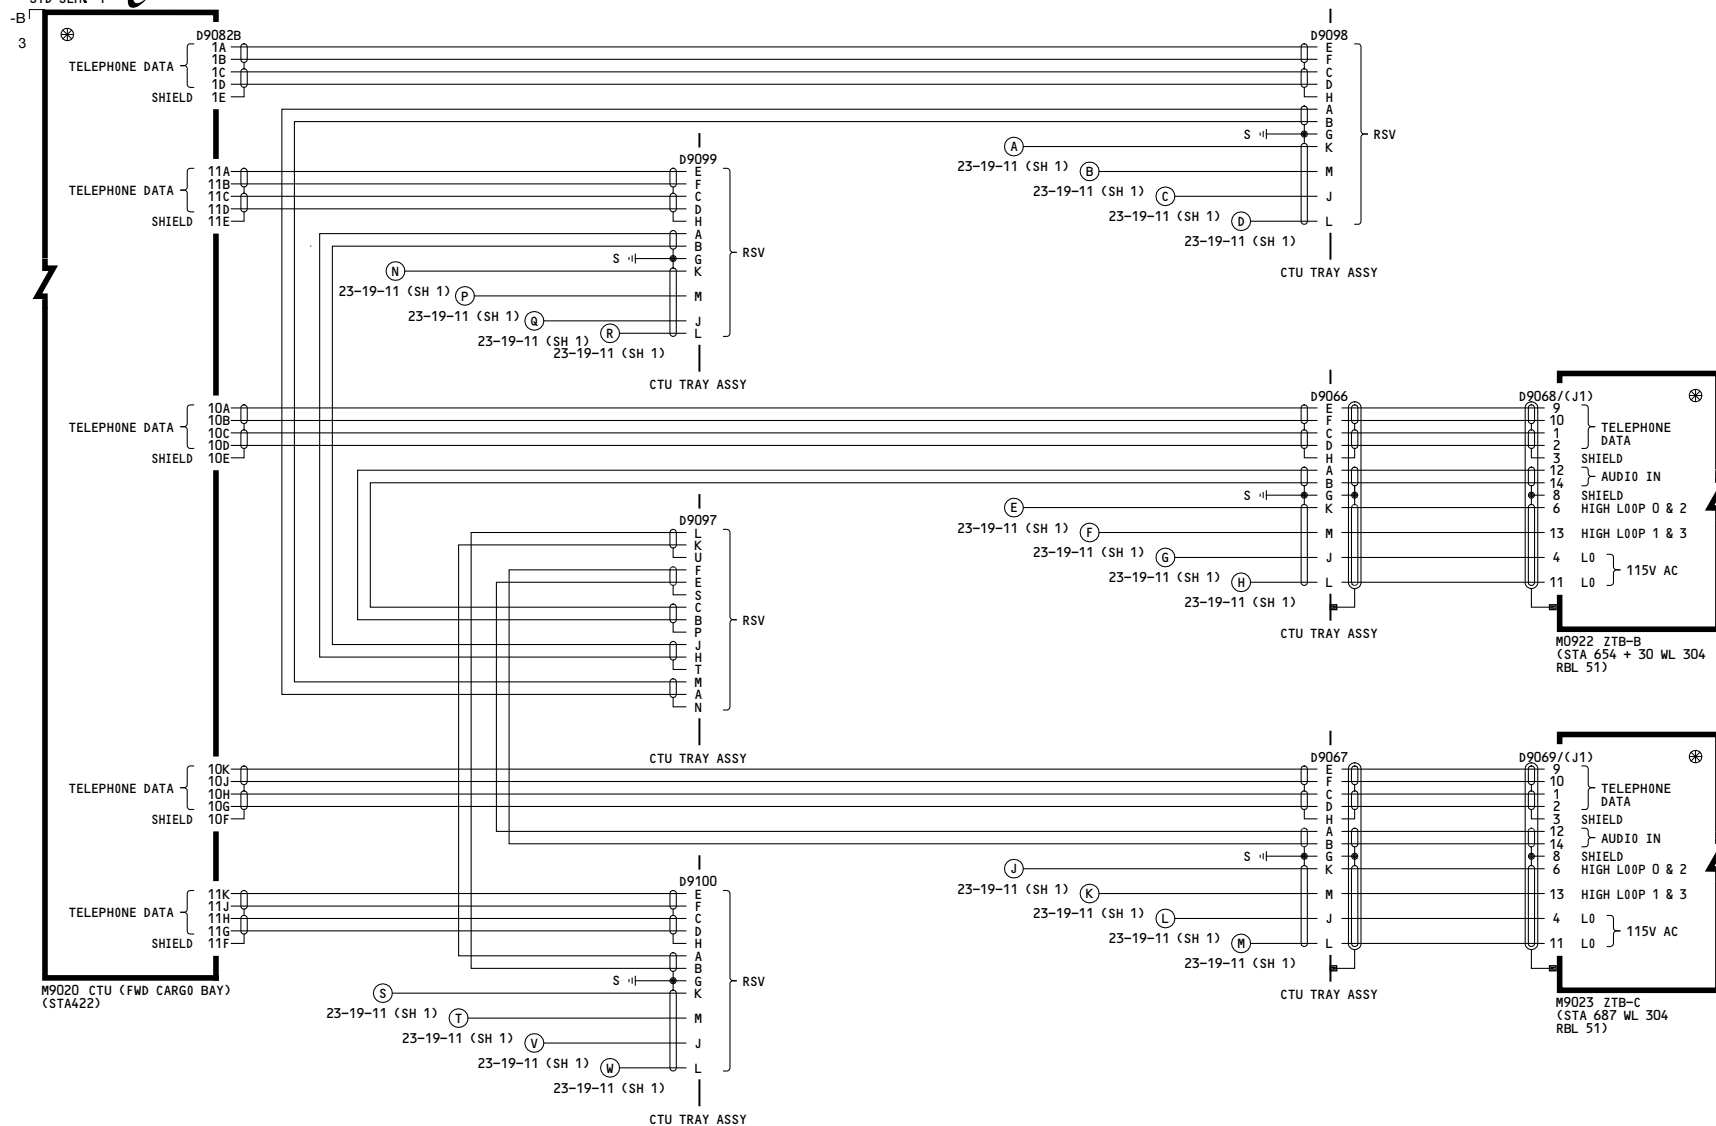 -B
3
D9082B
TELEPHONE DATA
1A
1B
1C
1D
SHIELD 1E
TELEPHONE DATA
11A
11B
11C
11D
SHIELD 11E
TELEPHONE DATA
10A
10B
10C
10D
SHIELD 10E
TELEPHONE DATA
10K
10J
10H
10G
SHIELD 10F
TELEPHONE DATA
11K
11J
11H
11G
SHIELD 11F
M9020 CTU (FWD CARGO BAY)
(STA422)
D9099
E
F
C
D
H
A
B
S G
N K
23-19-11 (SH 1) P M
23-19-11 (SH 1) Q J
23-19-11 (SH 1) R L
23-19-11 (SH 1)
RSV
CTU TRAY ASSY
D9097
L
K
U
F
E
S
C
B
P
J
H
T
M
A
N
RSV
CTU TRAY ASSY
D9100
E
F
C
D
H
A
B
S G
S K
23-19-11 (SH 1) T M
23-19-11 (SH 1) V J
23-19-11 (SH 1) W L
23-19-11 (SH 1)
RSV
CTU TRAY ASSY
D9098
E
F
C
D
H
A
B
S G
A K
23-19-11 (SH 1) B M
23-19-11 (SH 1) C J
23-19-11 (SH 1) D L
23-19-11 (SH 1)
RSV
CTU TRAY ASSY
D9066
E
F
C
D
H
A
B
S G
E K
23-19-11 (SH 1) F M
23-19-11 (SH 1) G J
23-19-11 (SH 1) H L
23-19-11 (SH 1)
CTU TRAY ASSY
D9068/(J1)
9
10
1
2
TELEPHONE
DATA
3 SHIELD
12
14
AUDIO IN
8 SHIELD
6 HIGH LOOP 0 & 2
13 HIGH LOOP 1 & 3
4 LO
11 LO
115V AC
M0922 ZTB-B
(STA 654 + 30 WL 304
RBL 51)
D9067
E
F
C
D
H
A
B
S G
J K
23-19-11 (SH 1) K M
23-19-11 (SH 1) L J
23-19-11 (SH 1) M L
23-19-11 (SH 1)
CTU TRAY ASSY
D9069/(J1)
9
10
1
2
TELEPHONE
DATA
3 SHIELD
12
14
AUDIO IN
8 SHIELD
6 HIGH LOOP 0 & 2
13 HIGH LOOP 1 & 3
4 LO
11 LO
115V AC
M9023 ZTB-C
(STA 687 WL 304
RBL 51)